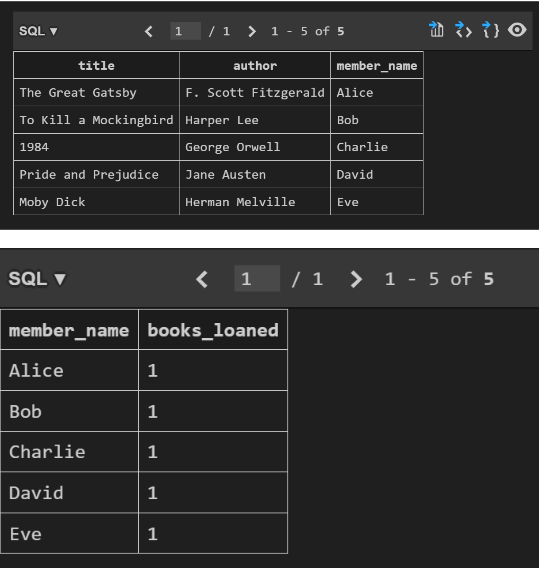 SQL ▼ 1 / 1 1 - 5 of 5
title author member_name
The Great Gatsby F. Scott Fitzgerald Alice
To Kill a Mockingbird Harper Lee Bob
1984 George Orwell Charlie
Pride and Prejudice Jane Austen David
Moby Dick Herman Melville Eve
SQL ▼ 1 / 1 1 - 5 of 5
member_name books_loaned
Alice 1
Bob 1
Charlie 1
David 1
Eve 1